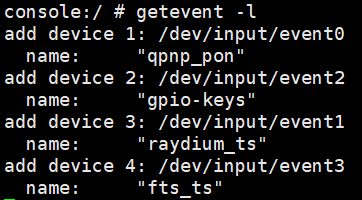 console:/ # getevent -l
add device 1: /dev/input/event0
  name:     "qpnp_pon"
add device 2: /dev/input/event2
  name:     "gpio-keys"
add device 3: /dev/input/event1
  name:     "raydium_ts"
add device 4: /dev/input/event3
  name:     "fts_ts"